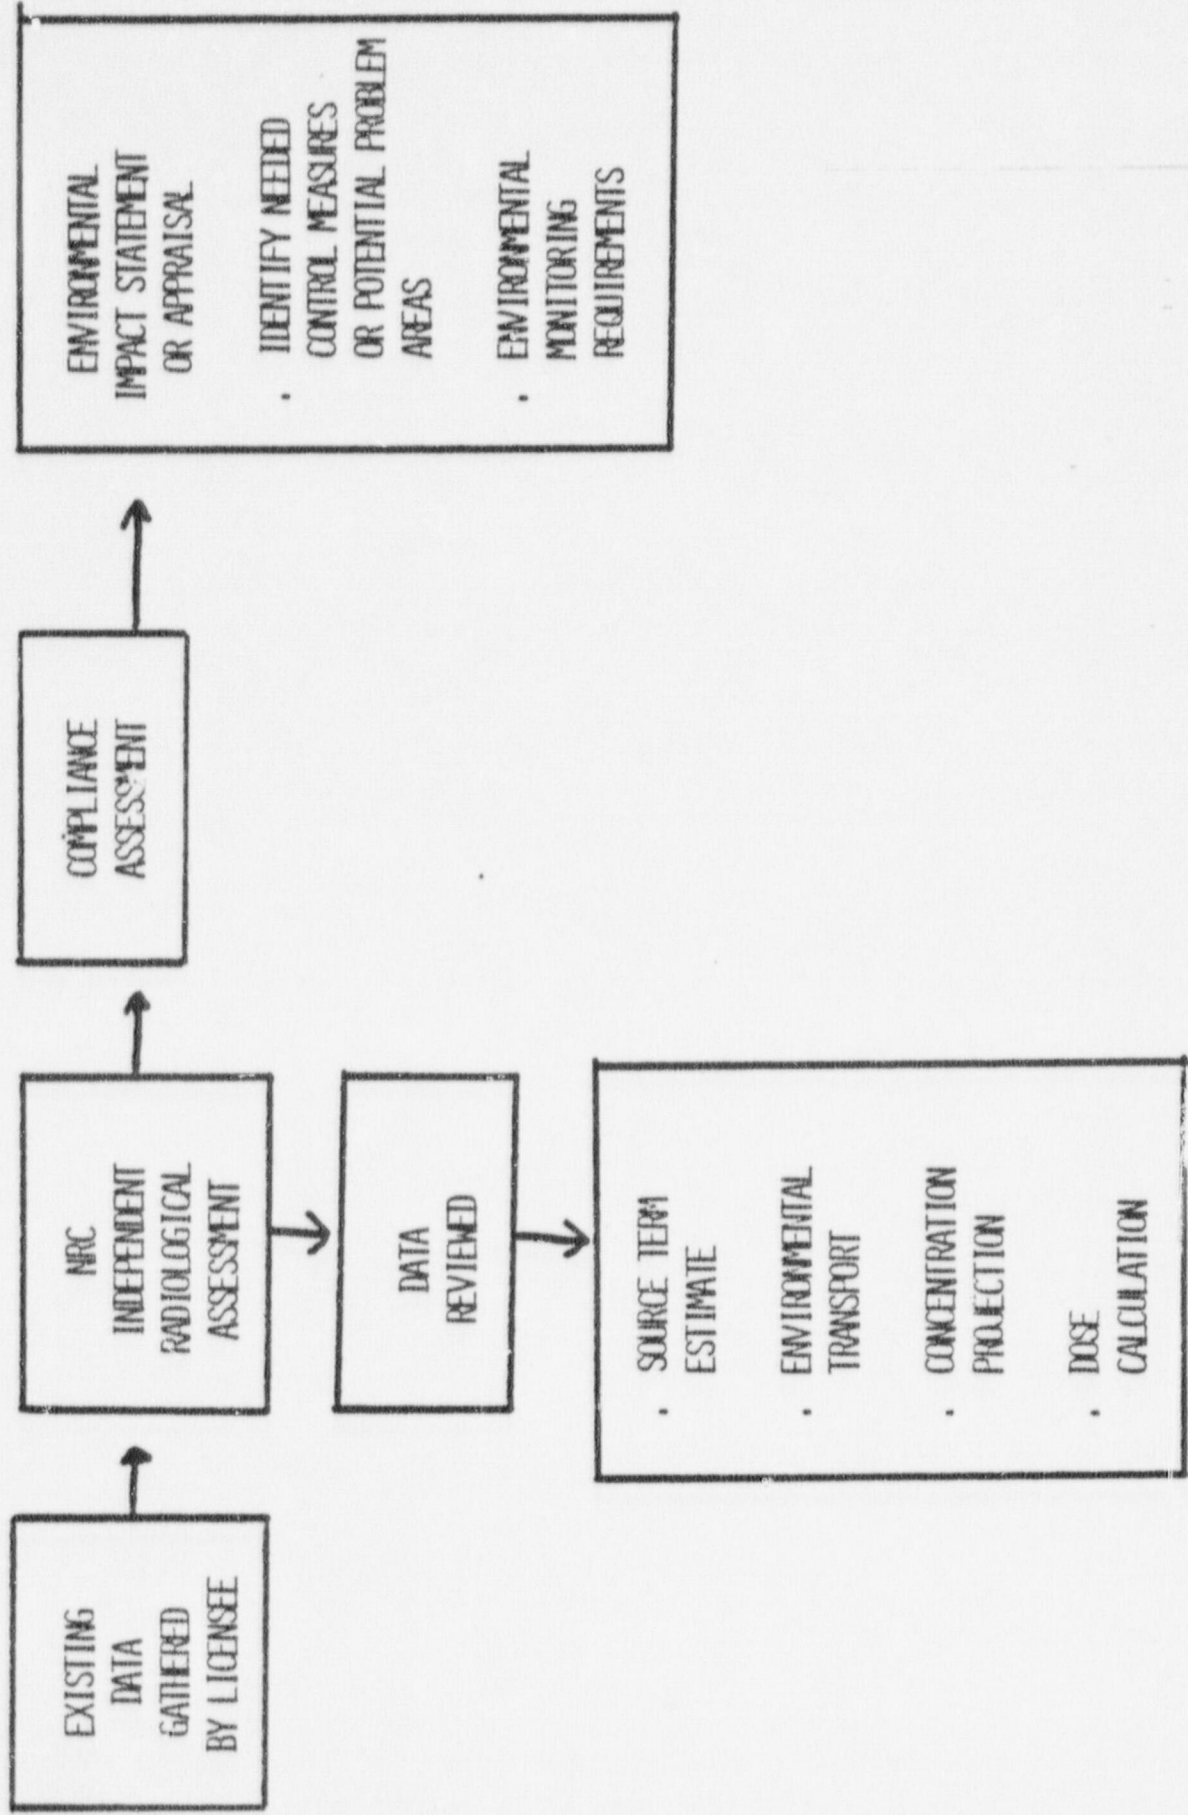 EXISTING
DATA
GATHERED
BY LICENSEE
NRC
INDEPENDENT
RADIOLOGICAL
ASSESSMENT
COMPLIANCE
ASSESSMENT
ENVIRONMENTAL
IMPACT STATEMENT
OR APPRAISAL
· IDENTIFY NEEDED
CONTROL MEASURES
OR POTENTIAL PROBLEM
AREAS
· ENVIRONMENTAL
MONITORING
REQUIREMENTS
DATA
REVIEWED
· SOURCE TERM
ESTIMATE
· ENVIRONMENTAL
TRANSPORT
· CONCENTRATION
PROJECTION
· DOSE
CALCULATION